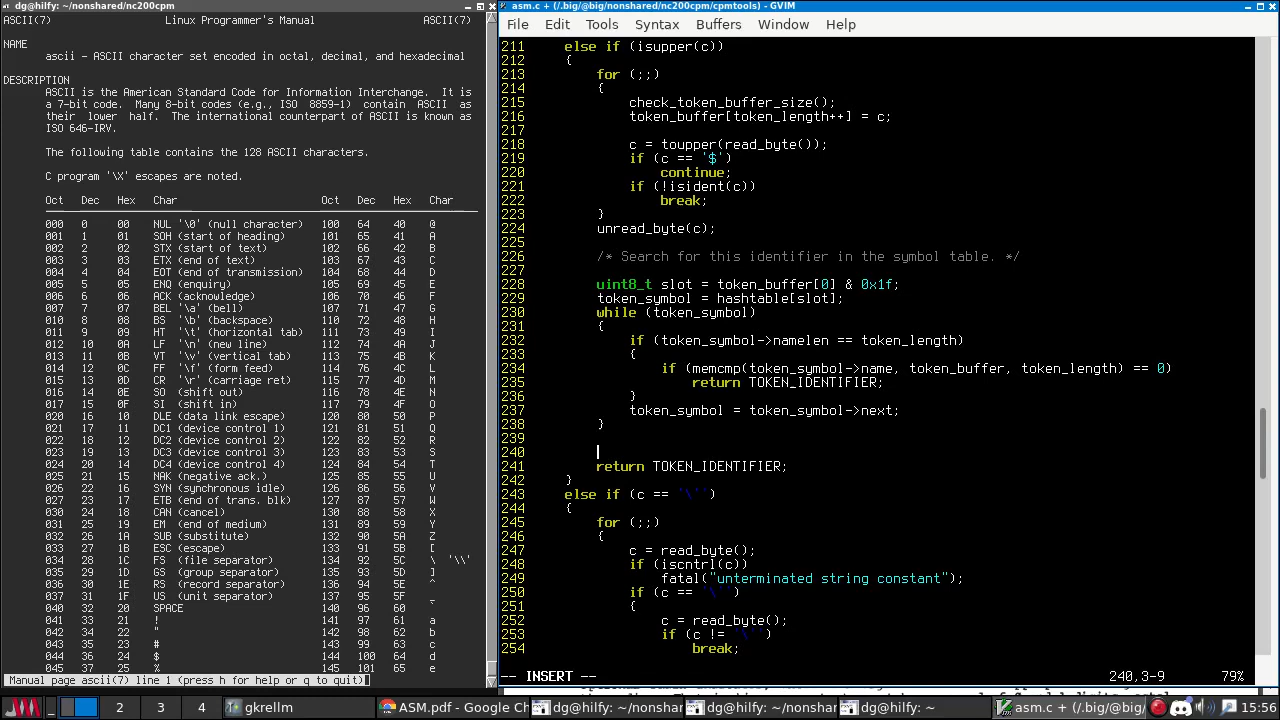 dg@hilfy: ~/nonshared/nc200cpm
ASCII(7) Linux Programmer's Manual ASCII(7)
NAME
ascii - ASCII character set encoded in octal, decimal, and hexadecimal
DESCRIPTION
ASCII is the American Standard Code for Information Interchange. It is
a 7-bit code. Many 8-bit codes (e.g., ISO 8859-1) contain ASCII as
their lower half. The international counterpart of ASCII is known as
ISO 646-IRV.
The following table contains the 128 ASCII characters.
C program '\X' escapes are noted.
Oct Dec Hex Char Oct Dec Hex Char
000 0 00 NUL '\0' (null character) 100 64 40 @
001 1 01 SOH (start of heading) 101 65 41 A
002 2 02 STX (start of text) 102 66 42 B
003 3 03 ETX (end of text) 103 67 43 C
004 4 04 EOT (end of transmission) 104 68 44 D
005 5 05 ENQ (enquiry) 105 69 45 E
006 6 06 ACK (acknowledge) 106 70 46 F
007 7 07 BEL '\a' (bell) 107 71 47 G
010 8 08 BS '\b' (backspace) 110 72 48 H
011 9 09 HT '\t' (horizontal tab) 111 73 49 I
012 10 0A LF '\n' (new line) 112 74 4A J
013 11 0B VT '\v' (vertical tab) 113 75 4B K
014 12 0C FF '\f' (form feed) 114 76 4C L
015 13 0D CR '\r' (carriage ret) 115 77 4D M
016 14 0E SO (shift out) 116 78 4E N
017 15 0F SI (shift in) 117 79 4F O
020 16 10 DLE (data link escape) 120 80 50 P
021 17 11 DC1 (device control 1) 121 81 51 Q
022 18 12 DC2 (device control 2) 122 82 52 R
023 19 13 DC3 (device control 3) 123 83 53 S
024 20 14 DC4 (device control 4) 124 84 54 T
025 21 15 NAK (negative ack.) 125 85 55 U
026 22 16 SYN (synchronous idle) 126 86 56 V
027 23 17 ETB (end of trans. blk) 127 87 57 W
030 24 18 CAN (cancel) 130 88 58 X
031 25 19 EM (end of medium) 131 89 59 Y
032 26 1A SUB (substitute) 132 90 5A Z
033 27 1B ESC (escape) 133 91 5B [
034 28 1C FS (file separator) 134 92 5C \ '\\'
035 29 1D GS (group separator) 135 93 5D ]
036 30 1E RS (record separator) 136 94 5E ^
037 31 1F US (unit separator) 137 95 5F _
040 32 20 SPACE 140 96 60 `
041 33 21 ! 141 97 61 a
042 34 22 " 142 98 62 b
043 35 23 # 143 99 63 c
044 36 24 $ 144 100 64 d
045 37 25 % 145 101 65 e
Manual page ascii(7) line 1 (press h for help or q to quit)
asm.c + (/.big/@big/nonshared/nc200cpm/cpmtools) - GVIM
File Edit Tools Syntax Buffers Window Help
211 else if (isupper(c))
212 {
213 for (;;)
214 {
215 check_token_buffer_size();
216 token_buffer[token_length++] = c;
217
218 c = toupper(read_byte());
219 if (c == '$')
220 continue;
221 if (!isident(c))
222 break;
223 }
224 unread_byte(c);
225
226 /* Search for this identifier in the symbol table. */
227
228 uint8_t slot = token_buffer[0] & 0x1f;
229 token_symbol = hashtable[slot];
230 while (token_symbol)
231 {
232 if (token_symbol->namelen == token_length)
233 {
234 if (memcmp(token_symbol->name, token_buffer, token_length) == 0)
235 return TOKEN_IDENTIFIER;
236 }
237 token_symbol = token_symbol->next;
238 }
239
240
241 return TOKEN_IDENTIFIER;
242 }
243 else if (c == '\'')
244 {
245 for (;;)
246 {
247 c = read_byte();
248 if (iscntrl(c))
249 fatal("unterminated string constant");
250 if (c == '\'')
251 {
252 c = read_byte();
253 if (c != '\'')
254 break;
-- INSERT -- 240,3-9 79%
2 3 4 gkrellm ASM.pdf - Google Ch dg@hilfy: ~/nonshar dg@hilfy: ~/nonshar dg@hilfy: ~ asm.c + (/.big/@big/ 15:56